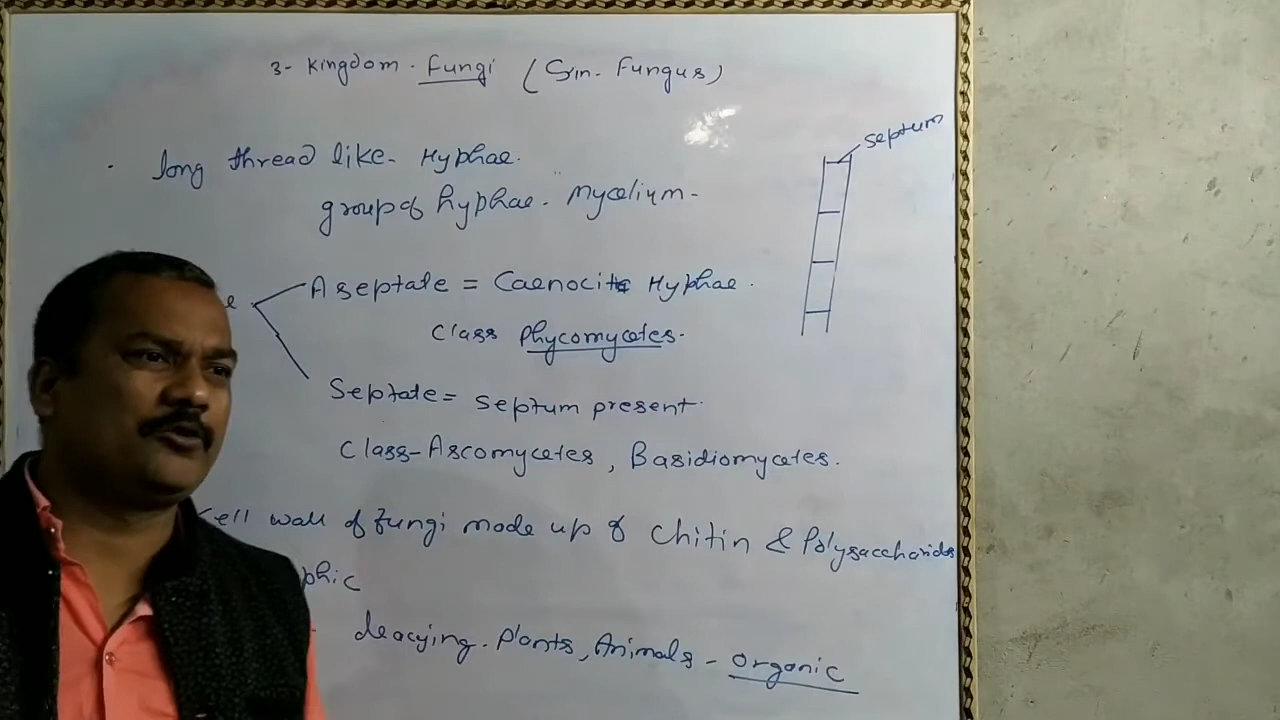 3- Kingdom - Fungi (Sin. Fungus)
septum
. long thread like- Hyphae.
group of hyphae. Mycelium-
Aseptate = Caenocite Hyphae.
Class Phycomycetes.
Septate = Septum present.
Class-Ascomycetes, Basidiomycetes.
Cell wall of fungi made up of Chitin & Polysaccharides
phic
deacying. Plants, Animals - Organic